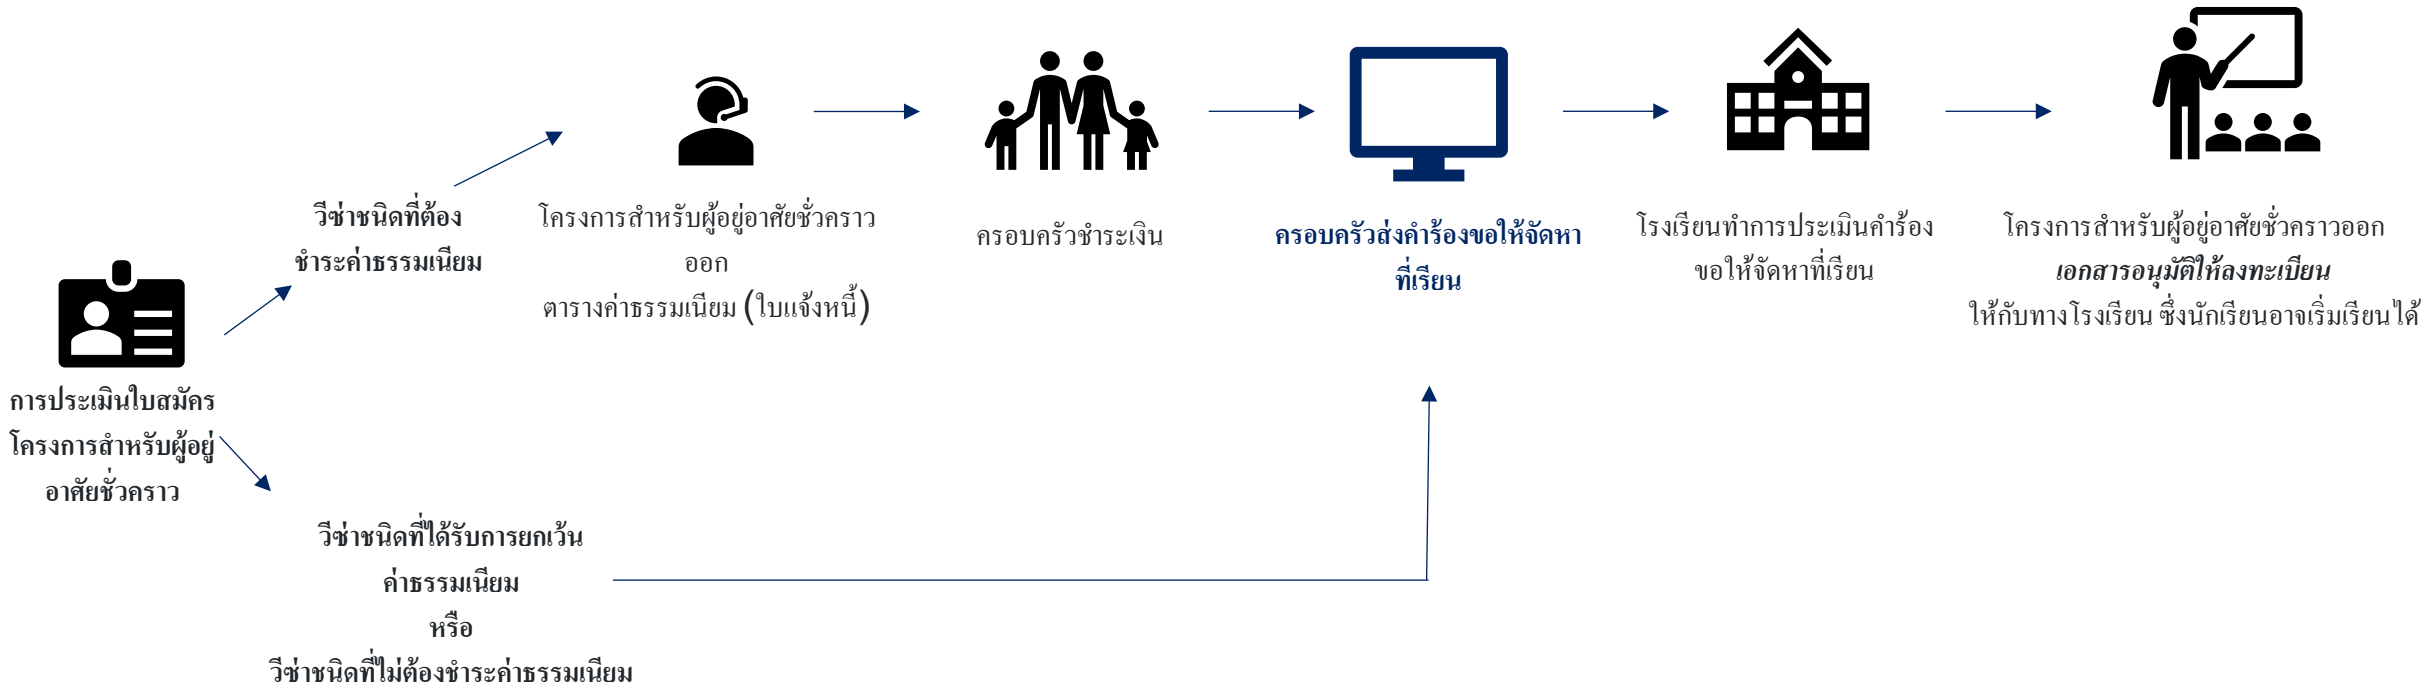 การประเมินใบสมัคร
โครงการสำหรับผู้อยู่
อาศัยชั่วคราว
วีซ่าชนิดที่ต้อง
ชำระค่าธรรมเนียม
โครงการสำหรับผู้อยู่อาศัยชั่วคราว
ออก
ตารางค่าธรรมเนียม (ใบแจ้งหนี้)
ครอบครัวชำระเงิน
ครอบครัวส่งคำร้องขอให้จัดหา
ที่เรียน
โรงเรียนทำการประเมินคำร้อง
ขอให้จัดหาที่เรียน
โครงการสำหรับผู้อยู่อาศัยชั่วคราวออก
เอกสารอนุมัติให้ลงทะเบียน
ให้กับทางโรงเรียน ซึ่งนักเรียนอาจเริ่มเรียนได้
วีซ่าชนิดที่ได้รับการยกเว้น
ค่าธรรมเนียม
หรือ
วีซ่าชนิดที่ไม่ต้องชำระค่าธรรมเนียม